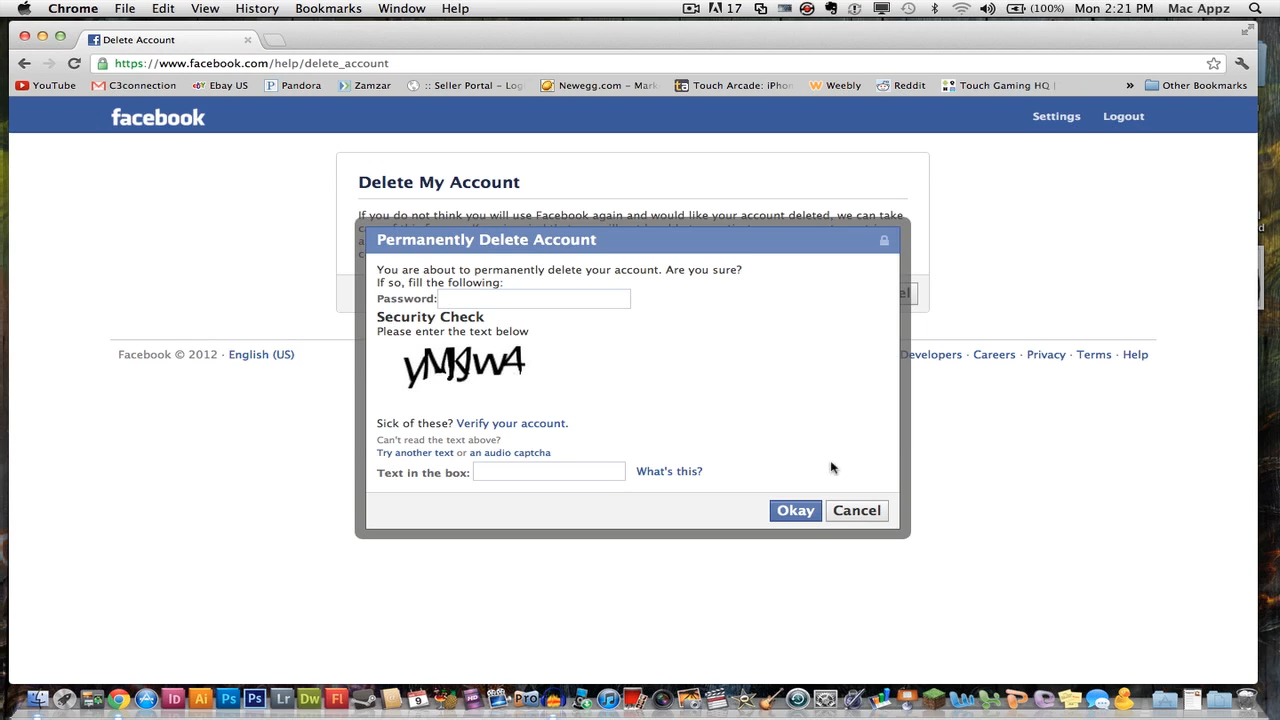 Chrome File Edit View History Bookmarks Window Help 17 (100%) Mon 2:21 PM Mac Appz
Delete Account
https://www.facebook.com/help/delete_account
YouTube C3connection Ebay US Pandora Zamzar :: Seller Portal - Log Newegg.com - Mark Touch Arcade: iPho Weebly Reddit Touch Gaming HQ | » Other Bookmarks
facebook Settings Logout
Delete My Account
If you do not think you will use Facebook again and would like your account deleted, we can take
Permanently Delete Account
You are about to permanently delete your account. Are you sure?
If so, fill the following:
Password:
Security Check
Please enter the text below
Sick of these? Verify your account.
Can't read the text above?
Try another text or an audio captcha
Text in the box: What's this?
Okay Cancel
Facebook © 2012 · English (US) Developers · Careers · Privacy · Terms · Help